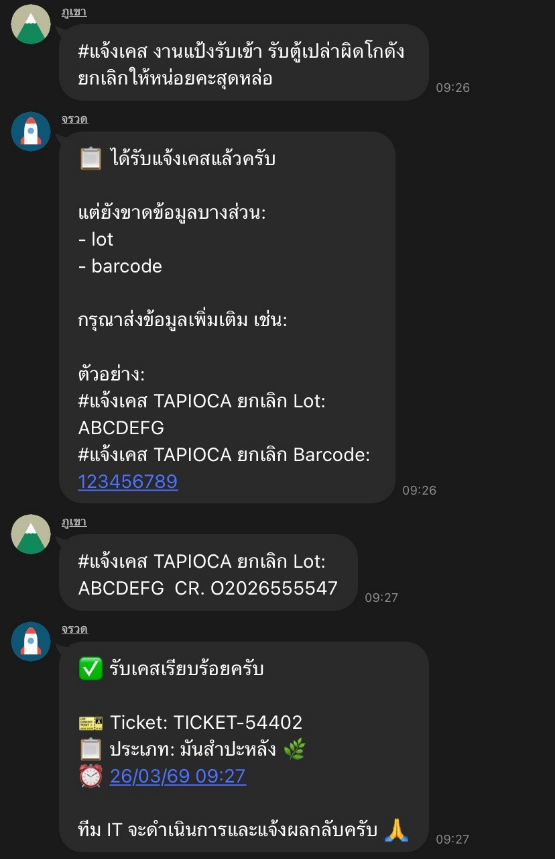 ภูเขา
#แจ้งเคส งานแป้งรับเข้า รับตู้เปล่าผิดโกดัง
ยกเลิกให้หน่อยคะสุดหล่อ
09:26
จรวด
📋 ได้รับแจ้งเคสแล้วครับ
แต่ยังขาดข้อมูลบางส่วน:
- lot
- barcode
กรุณาส่งข้อมูลเพิ่มเติม เช่น:
ตัวอย่าง:
#แจ้งเคส TAPIOCA ยกเลิก Lot:
ABCDEFG
#แจ้งเคส TAPIOCA ยกเลิก Barcode:
123456789
09:26
ภูเขา
#แจ้งเคส TAPIOCA ยกเลิก Lot:
ABCDEFG  CR. O2026555547
09:27
จรวด
✅ รับเคสเรียบร้อยครับ
🎫 Ticket: TICKET-54402
📋 ประเภท: มันสำปะหลัง 🌿
⏰ 26/03/69 09:27
ทีม IT จะดำเนินการและแจ้งผลกลับครับ 🙏
09:27